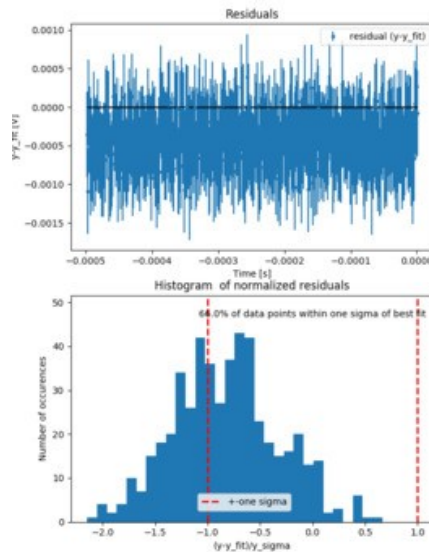 Residuals
residual (y-y_fit)
0.0010
0.0005
0.0000
−0.0005
−0.0010
−0.0015
y-y_fit [V]
−0.0005 −0.0004 −0.0003 −0.0002 −0.0001 0.000
Time [s]
Histogram of normalized residuals
.0% of data points within one sigma of best fit
50
40
30
20
10
0
Number of occurences
+-one sigma
−2.0 −1.5 −1.0 −0.5 0.0 0.5 1.0
(y-y_fit)/y_sigma